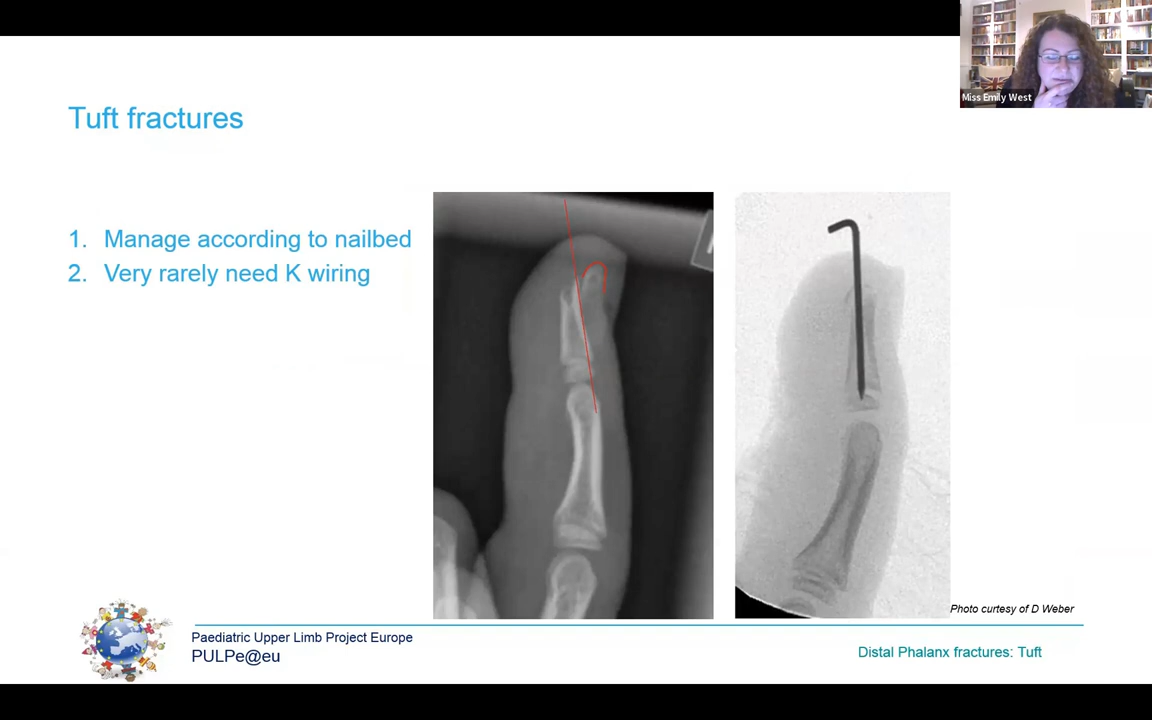 Miss Emily West
Tuft fractures
1. Manage according to nailbed
2. Very rarely need K wiring
Photo curtesy of D Weber
Paediatric Upper Limb Project Europe
PULPe@eu
Distal Phalanx fractures: Tuft